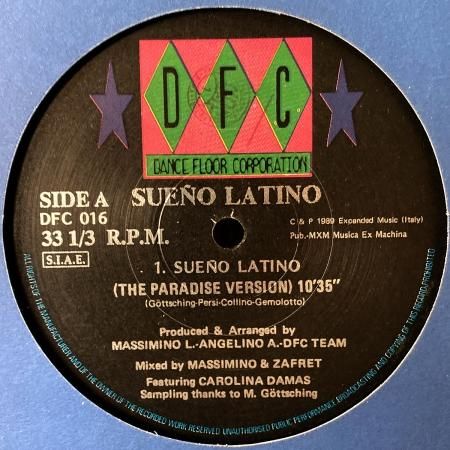 DFC
DANCE FLOOR CORPORATION
SIDE A SUEÑO LATINO
DFC 016
C & P 1989 Expanded Music (Italy)
33 1/3 R.P.M.
Pub.-MXM Musica Ex Machina
S.I.A.E.
1. SUEÑO LATINO
(THE PARADISE VERSION) 10'35"
(Göttsching-Persi-Collino-Gemolotto)
Produced & Arranged by
MASSIMINO L.-ANGELINO A.-DFC TEAM
Mixed by MASSIMINO & ZAFRET
Featuring CAROLINA DAMAS
Sampling thanks to M. Göttsching
ALL RIGHTS OF THE MANUFACTURER AND OF THE OWNER OF THE RECORDED WORK RESERVED UNAUTHORISED PUBLIC PERFORMANCE BROADCASTING AND COPYING OF THIS RECORD PROHIBITED